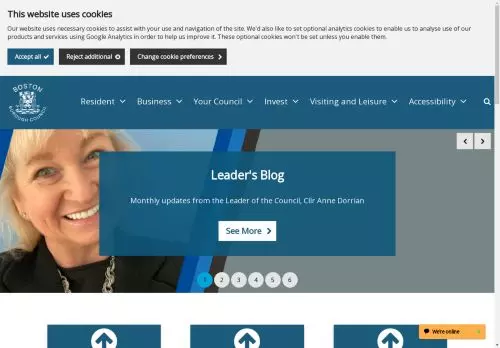 This website uses cookies
Our website uses necessary cookies to assist with your use and navigation of the site. We'd also like to set optional analytics cookies to enable us to analyse use of our
products and services using Google Analytics in order to help us improve it. These optional cookies won't be set unless you enable them.
Accept all Reject additional Change cookie preferences
BOSTON
BOROUGH COUNCIL
Resident Business Your Council Invest Visiting and Leisure Accessibility
Leader's Blog
Monthly updates from the Leader of the Council, Cllr Anne Dorrian
See More
1 2 3 4 5 6
We're online